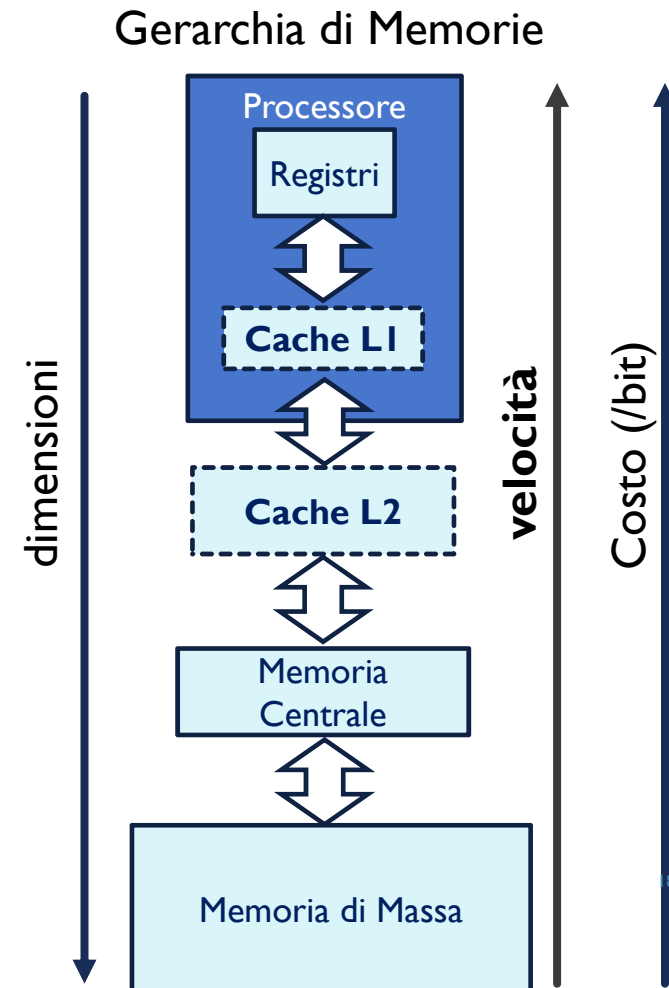 Gerarchia di Memorie
Processore
Registri
Cache L1
Cache L2
Memoria
Centrale
Memoria di Massa
dimensioni
velocità
Costo (/bit)